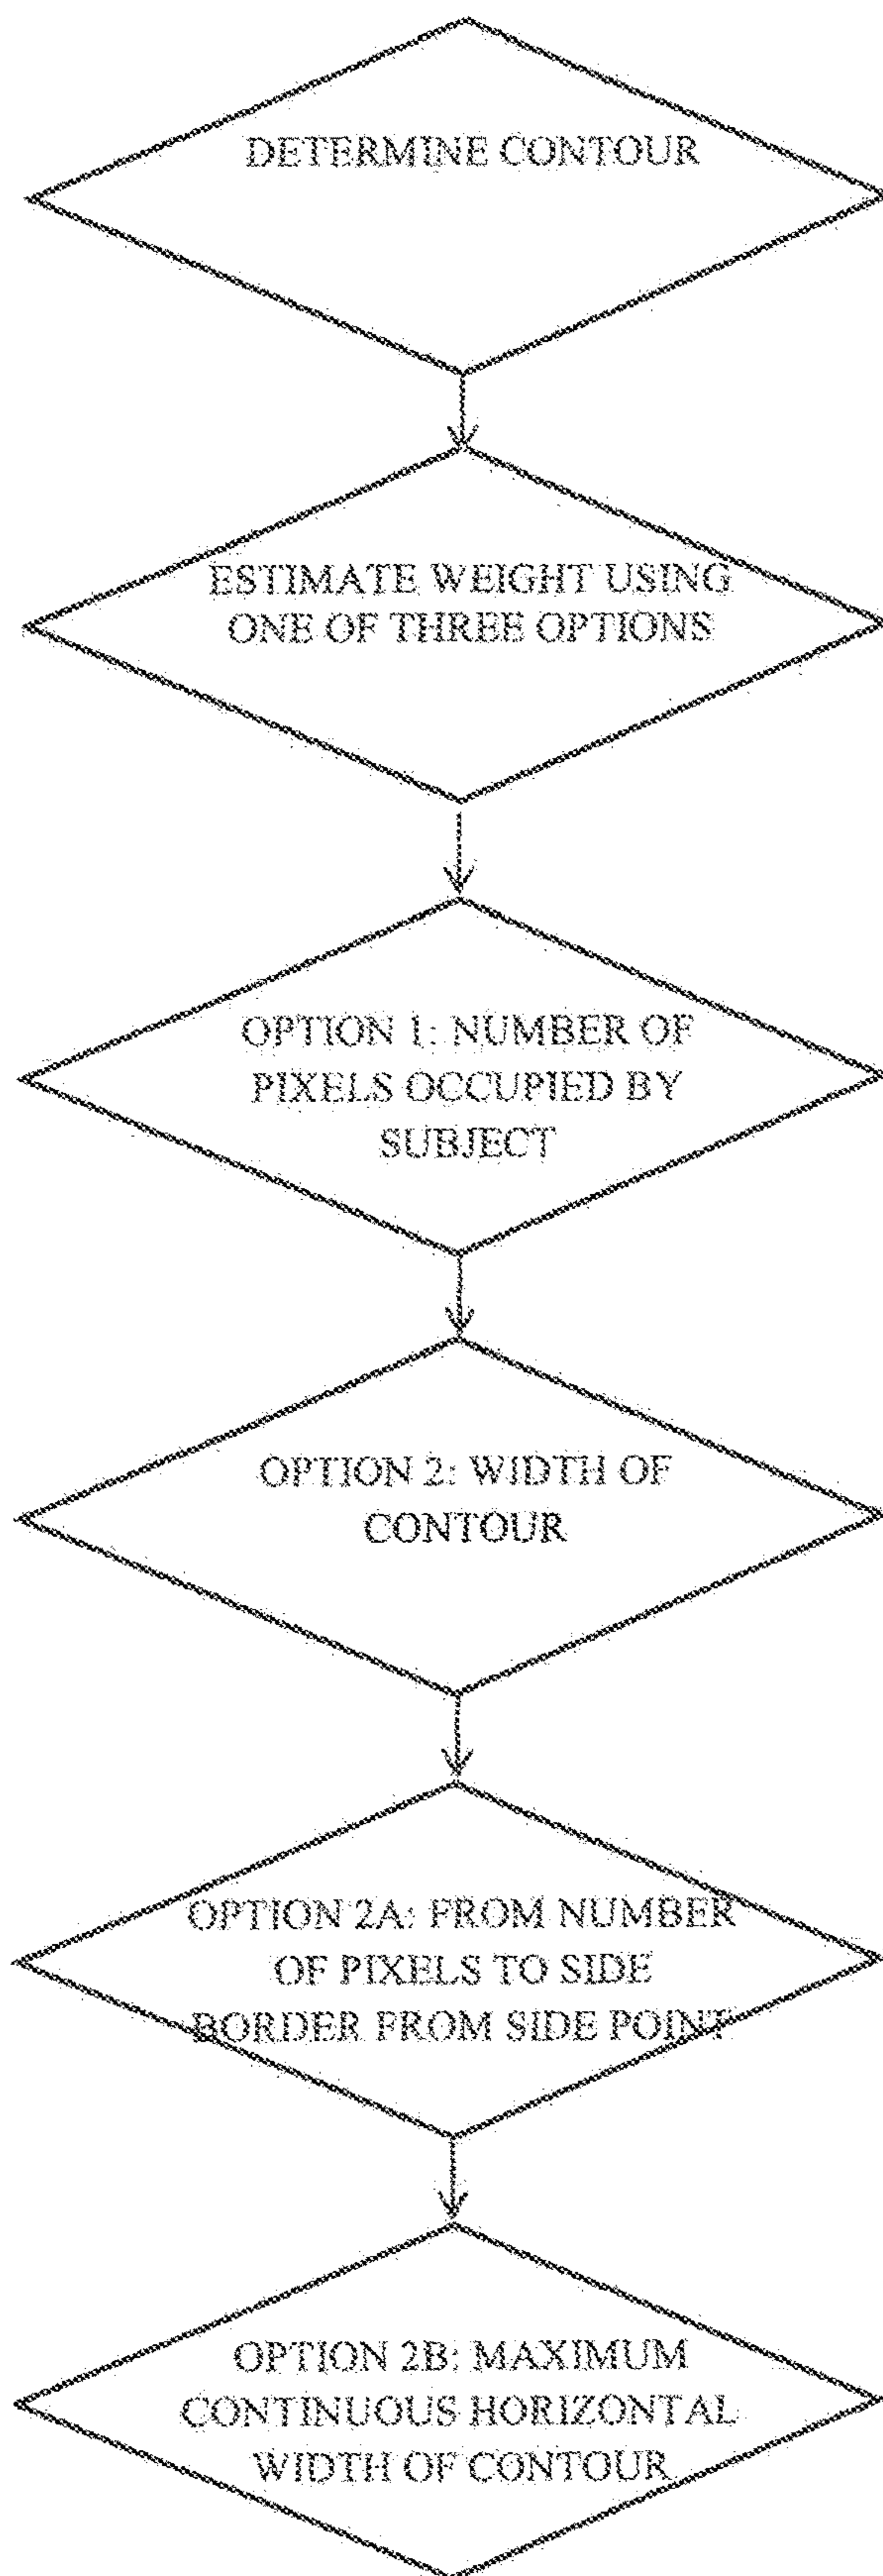 DETERMINE CONTOUR
ESTIMATE WEIGHT USING
ONE OF THREE OPTIONS
OPTION 1: NUMBER OF
PIXELS OCCUPIED BY
SUBJECT
OPTION 2: WIDTH OF
CONTOUR
OPTION 2A: FROM NUMBER
OF PIXELS TO SIDE
BORDER FROM SIDE POINT
OPTION 2B: MAXIMUM
CONTINUOUS HORIZONTAL
WIDTH OF CONTOUR